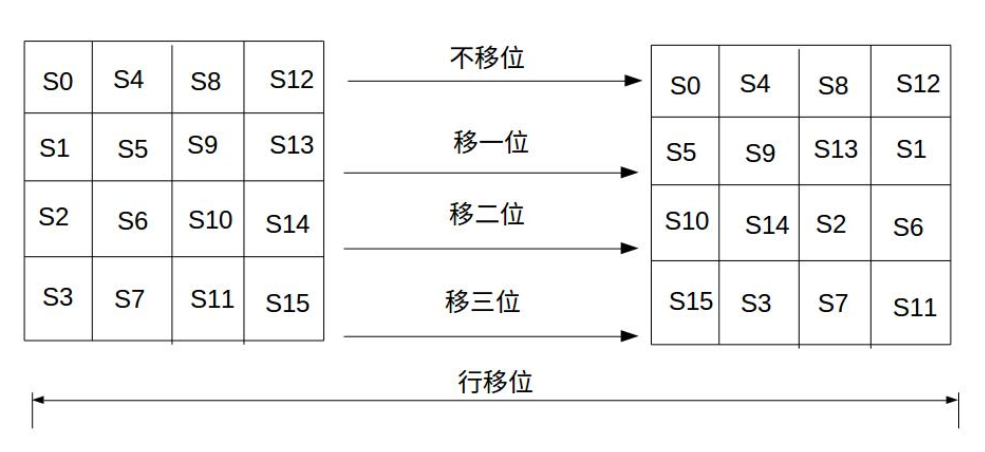 S0 S4 S8 S12 不移位 S0 S4 S8 S12
S1 S5 S9 S13 移一位 S5 S9 S13 S1
S2 S6 S10 S14 移二位 S10 S14 S2 S6
S3 S7 S11 S15 移三位 S15 S3 S7 S11
行移位